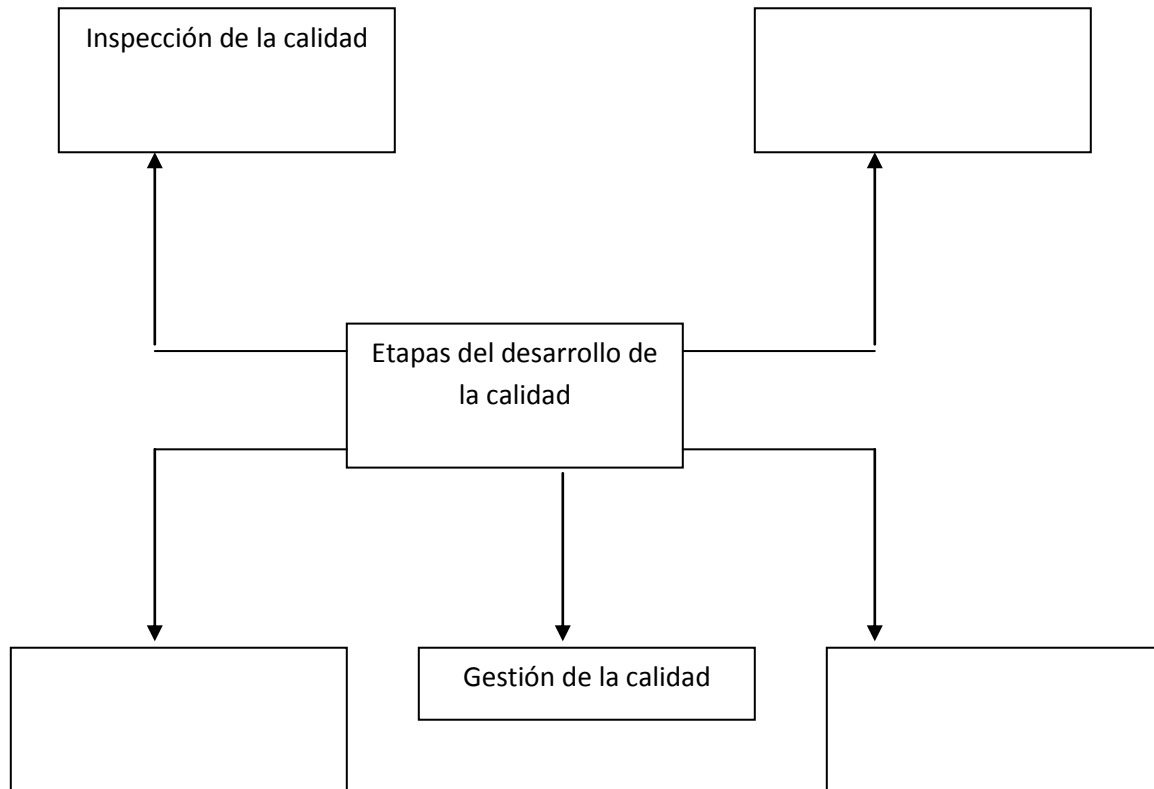 Inspección de la calidad
Etapas del desarrollo de
la calidad
Gestión de la calidad